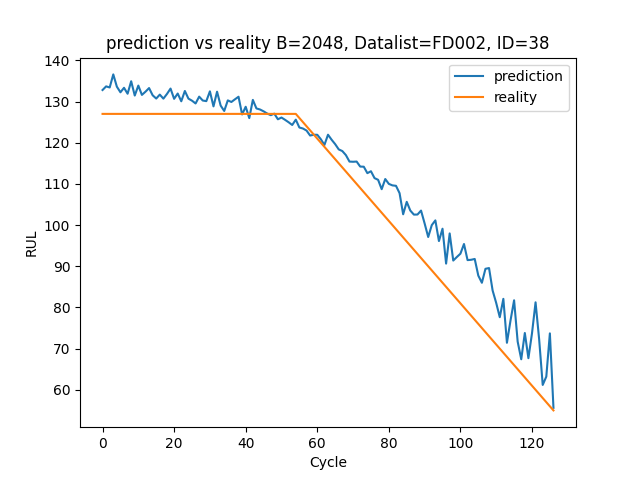 prediction vs reality B=2048, Datalist=FD002, ID=38
prediction
reality
RUL
140
130
120
110
100
90
80
70
60
0 20 40 60 80 100 120
Cycle